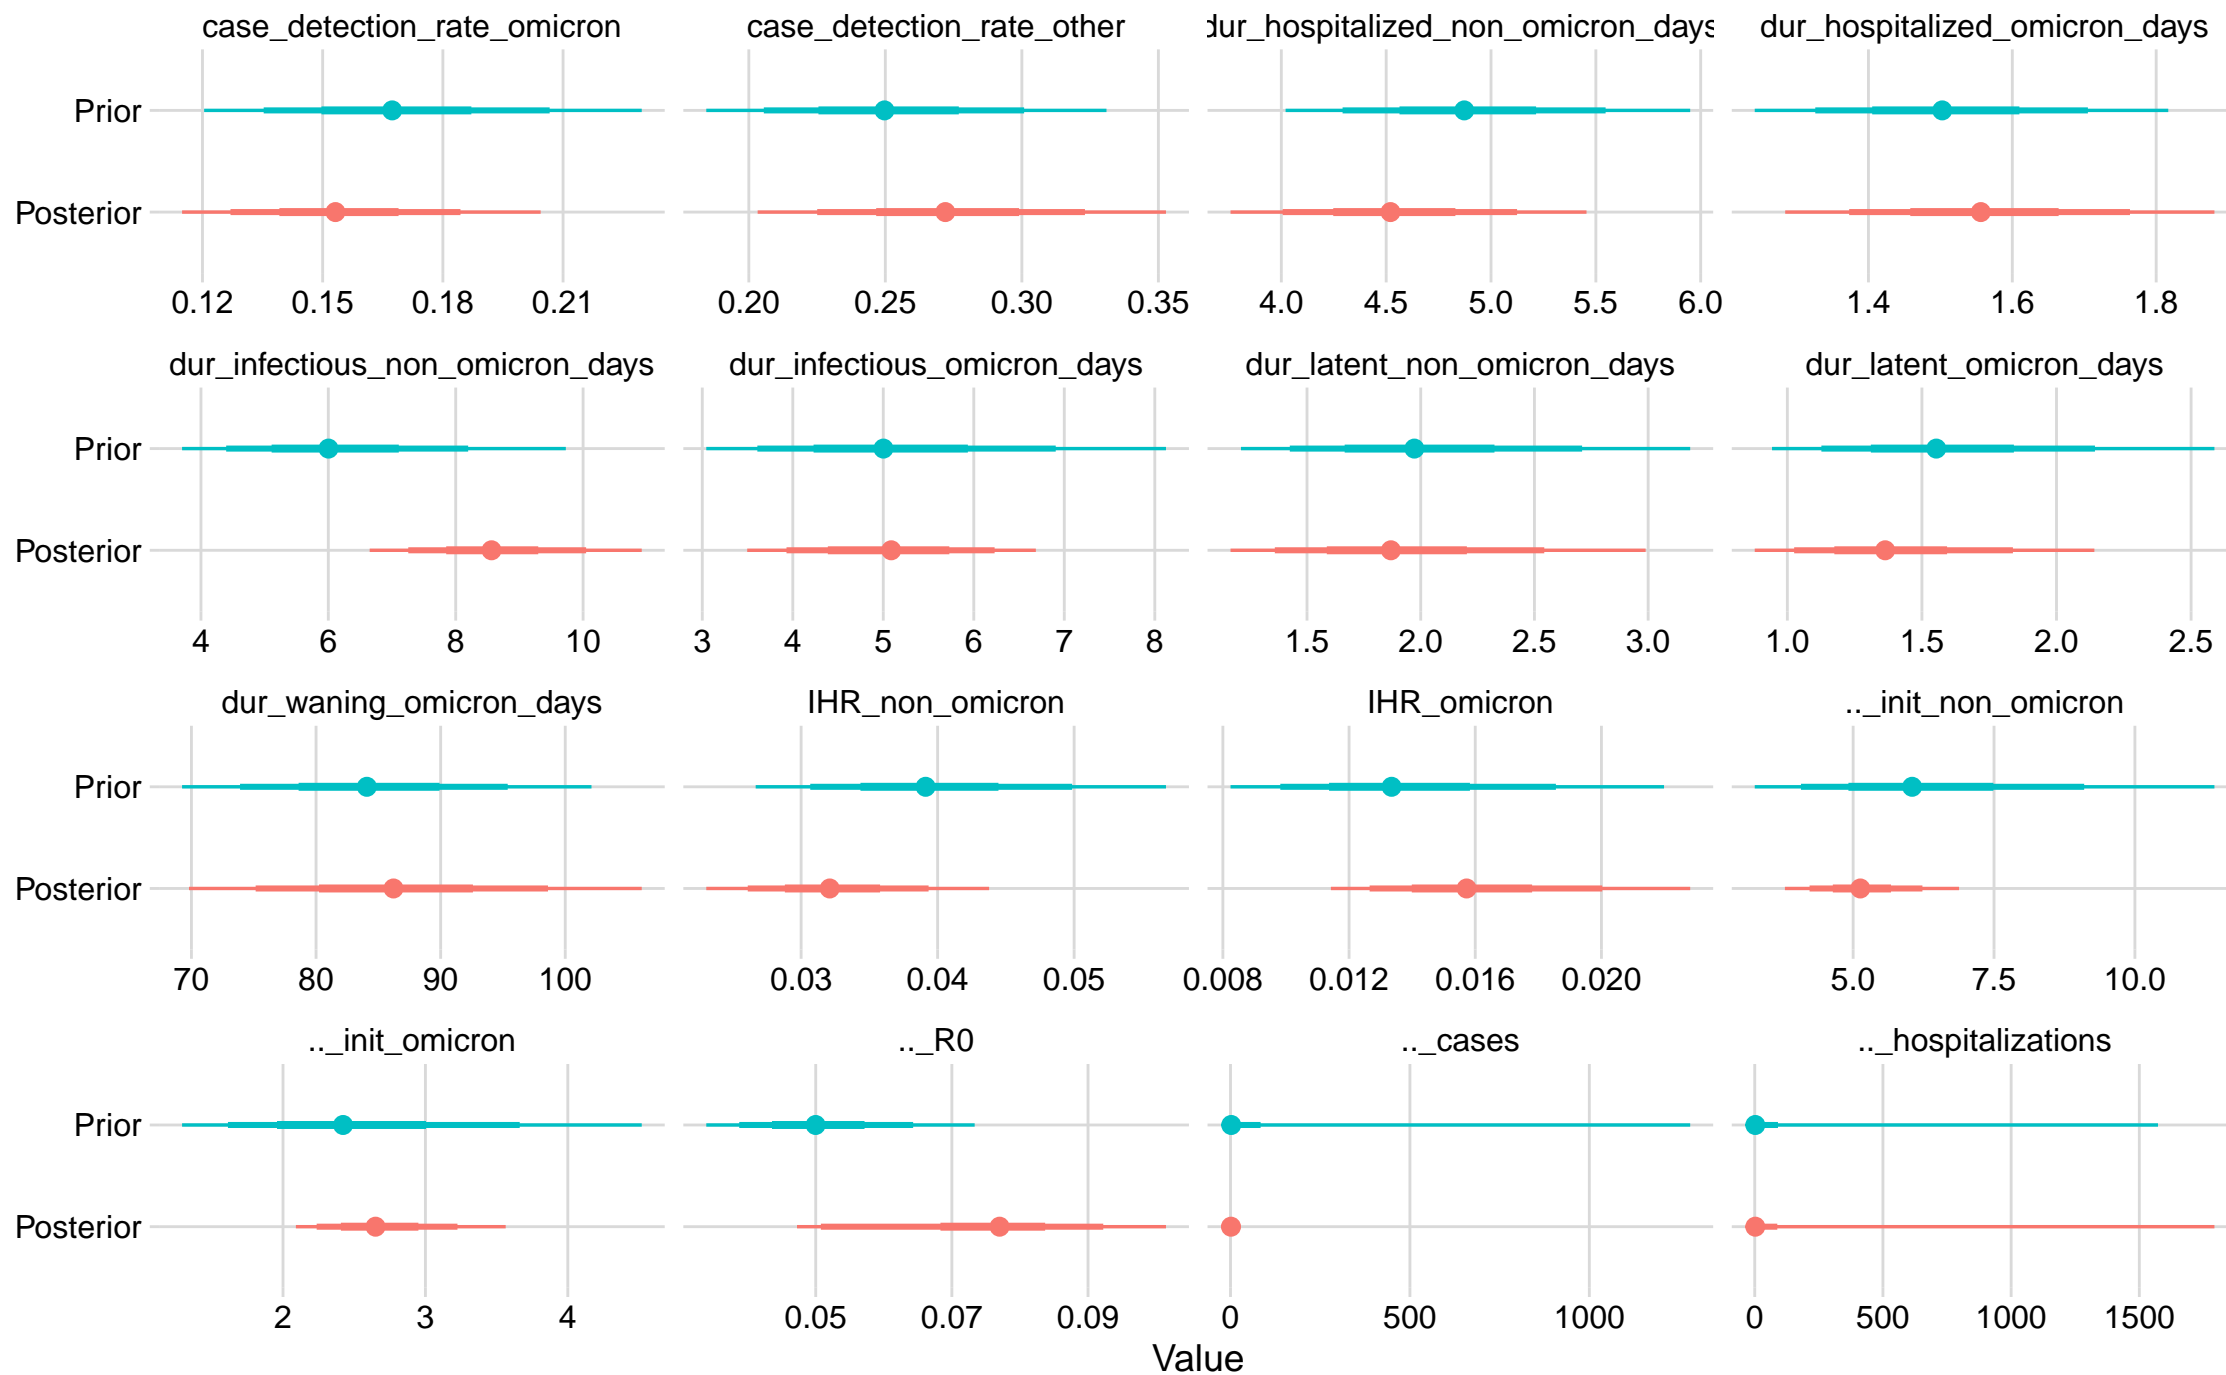 case_detection_rate_omicron case_detection_rate_other dur_hospitalized_non_omicron_days dur_hospitalized_omicron_days
Prior
Posterior
0.12 0.15 0.18 0.21 0.20 0.25 0.30 0.35 4.0 4.5 5.0 5.5 6.0 1.4 1.6 1.8
dur_infectious_non_omicron_days dur_infectious_omicron_days dur_latent_non_omicron_days dur_latent_omicron_days
Prior
Posterior
4 6 8 10 3 4 5 6 7 8 1.5 2.0 2.5 3.0 1.0 1.5 2.0 2.5
dur_waning_omicron_days IHR_non_omicron IHR_omicron .._init_non_omicron
Prior
Posterior
70 80 90 100 0.03 0.04 0.05 0.008 0.012 0.016 0.020 5.0 7.5 10.0
.._init_omicron .._R0 .._cases .._hospitalizations
Prior
Posterior
2 3 4 0.05 0.07 0.09 0 500 1000 0 500 1000 1500
Value